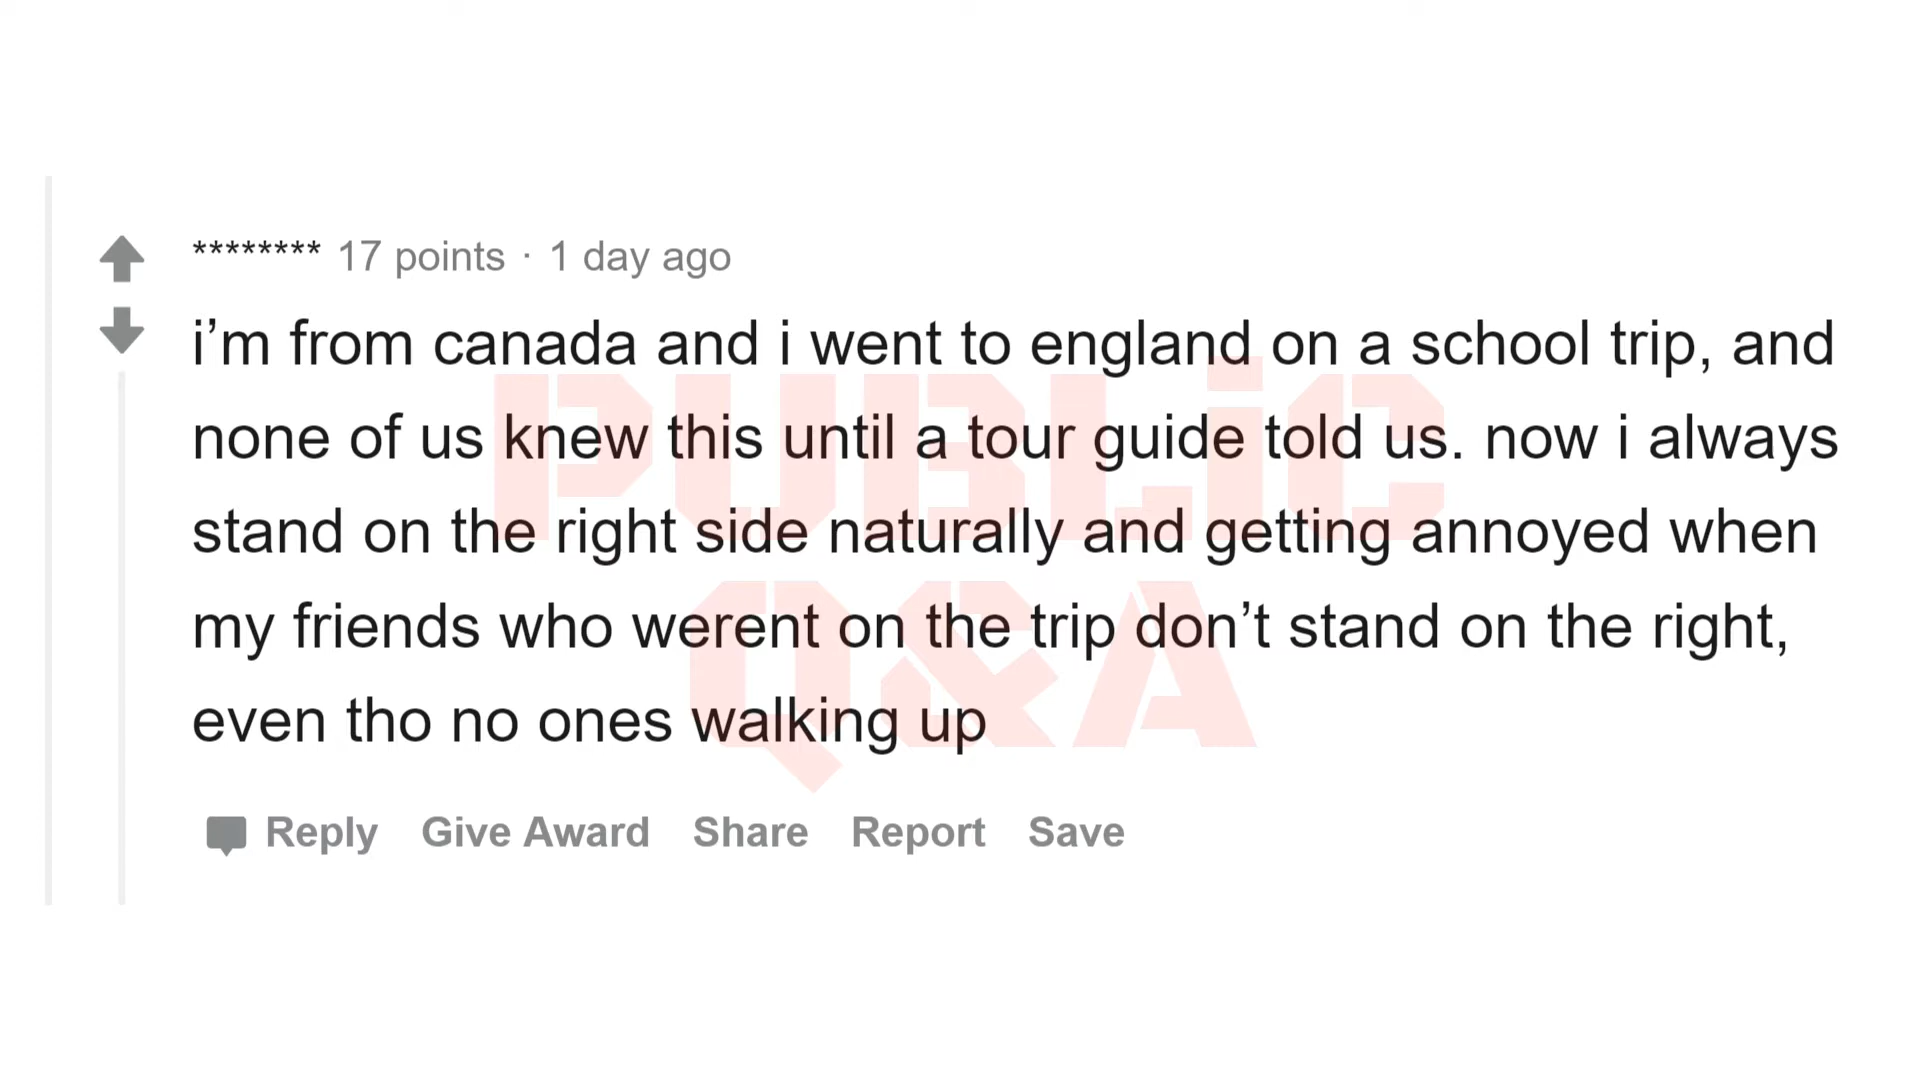 ******** 17 points · 1 day ago
i’m from canada and i went to england on a school trip, and
none of us knew this until a tour guide told us. now i always
stand on the right side naturally and getting annoyed when
my friends who werent on the trip don’t stand on the right,
even tho no ones walking up
PUBLiC
Q&A
Reply Give Award Share Report Save